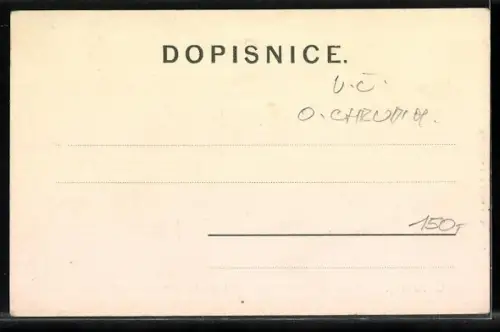 DOPISNICE.
V.Č.
O. CHRUDIM.
150,-